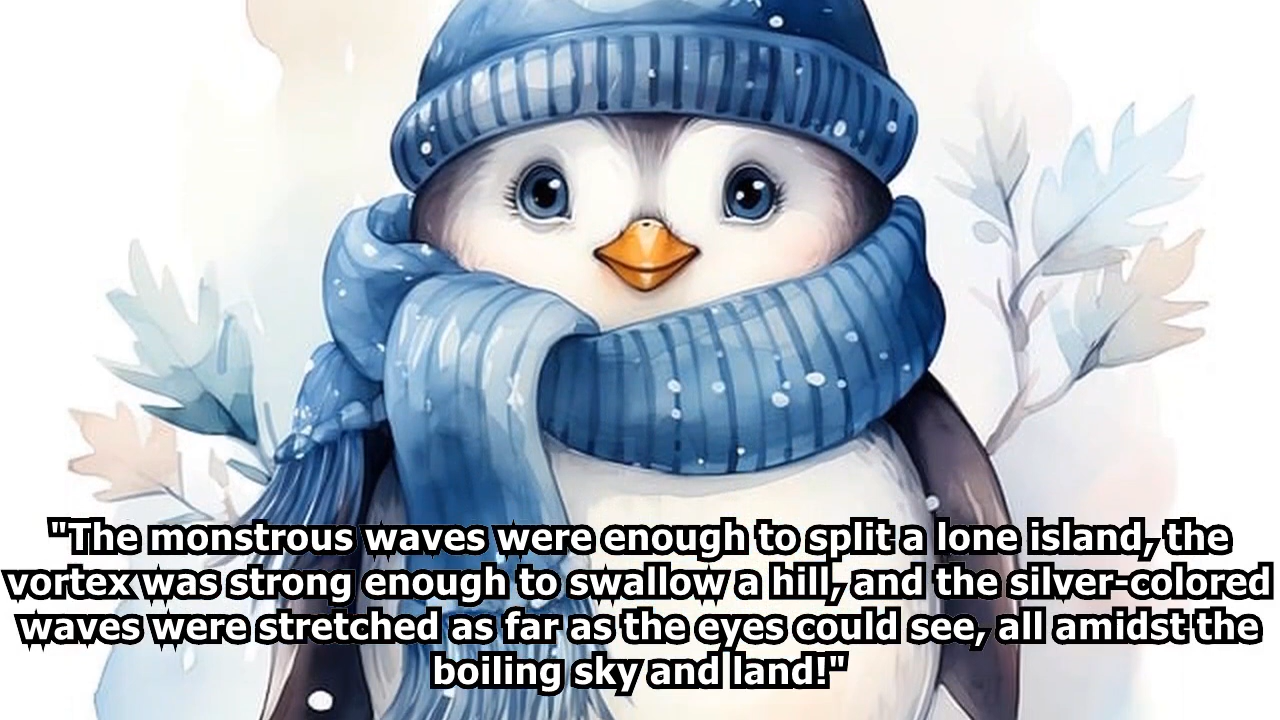 "The monstrous waves were enough to split a lone island, the
vortex was strong enough to swallow a hill, and the silver-colored
waves were stretched as far as the eyes could see, all amidst the
boiling sky and land!"